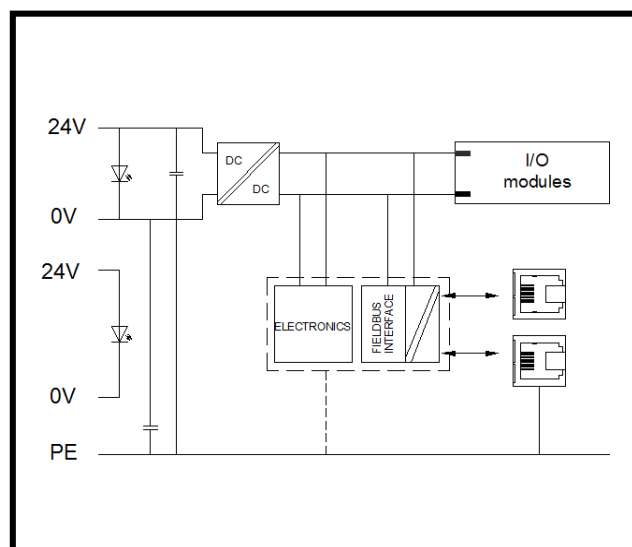 24V
DC
DC
I/O
modules
0V
24V
ELECTRONICS
FIELDBUS
INTERFACE
0V
PE